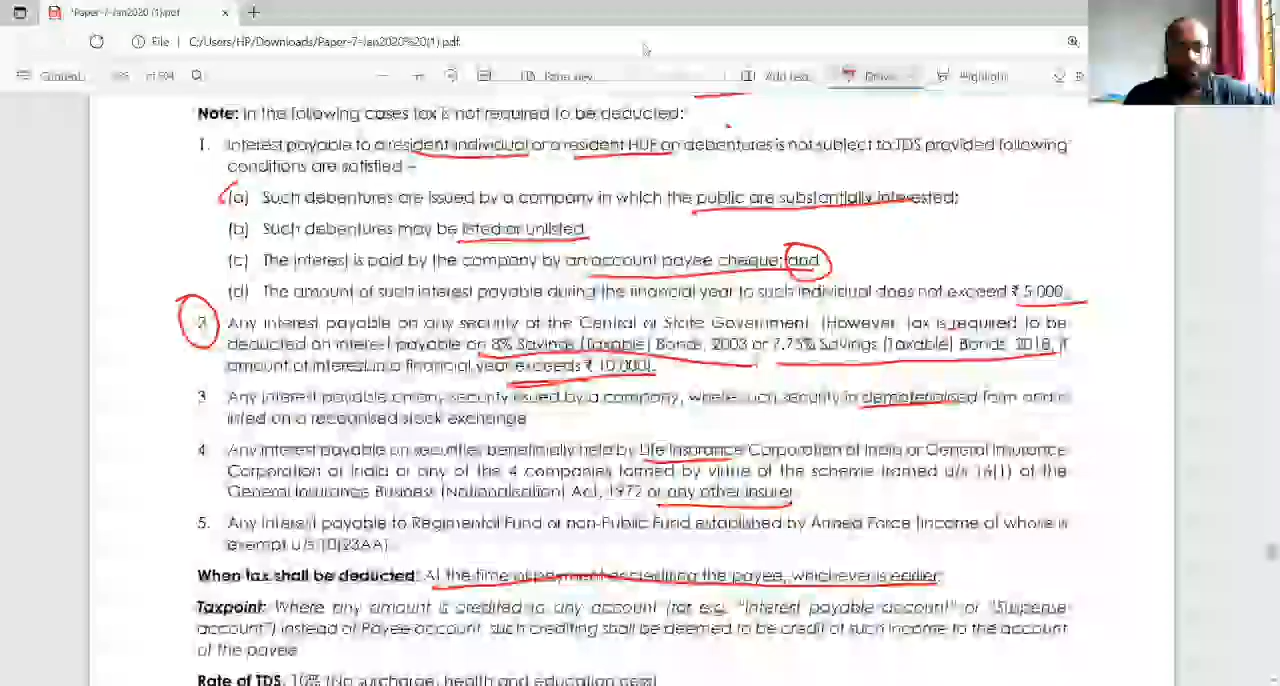 *Paper-7-Jan2020 (1).pdf
File C:/Users/HP/Downloads/Paper-7-Jan2020%20(1).pdf
of 504 Draw Highlight
Note: In the following cases tax is not required to be deducted:
1. Interest payable to a resident individual or a resident HUF on debentures is not subject to TDS provided following
conditions are satisfied –
(a) Such debentures are issued by a company in which the public are substantially interested;
(b) Such debentures may be listed or unlisted
(c) The interest is paid by the company by an account payee cheque; and
(d) The amount of such interest payable during the financial year to such individual does not exceed ₹ 5,000.
2. Any interest payable on any security of the Central or State Government. (However, tax is required to be
deducted on interest payable on 8% Savings (Taxable) Bonds, 2003 or 7.75% Savings (Taxable) Bonds, 2018, if
amount of interest in a financial year exceeds ₹ 10,000).
3. Any interest payable on any security issued by a company, where such security in dematerialised form and is
listed on a recognised stock exchange
4. Any interest payable on securities beneficially held by Life Insurance Corporation of India or General Insurance
Corporation of India or any of the 4 companies formed by virtue of the scheme framed u/s 16(1) of the
General Insurance Business (Nationalisation) Act, 1972 or any other insurer
5. Any interest payable to Regimental Fund or non-Public Fund established by Armed Force (income of whose is
exempt u/s 10(23AA).
When tax shall be deducted: At the time of payment or crediting the payee, whichever is earlier.
Taxpoint: Where any amount is credited to any account (for e.g. "Interest payable account" or "Suspense
account") instead of Payee account, such crediting shall be deemed to be credit of such income to the account
of the payee
Rate of TDS: 10% (No surcharge, health and education cess)